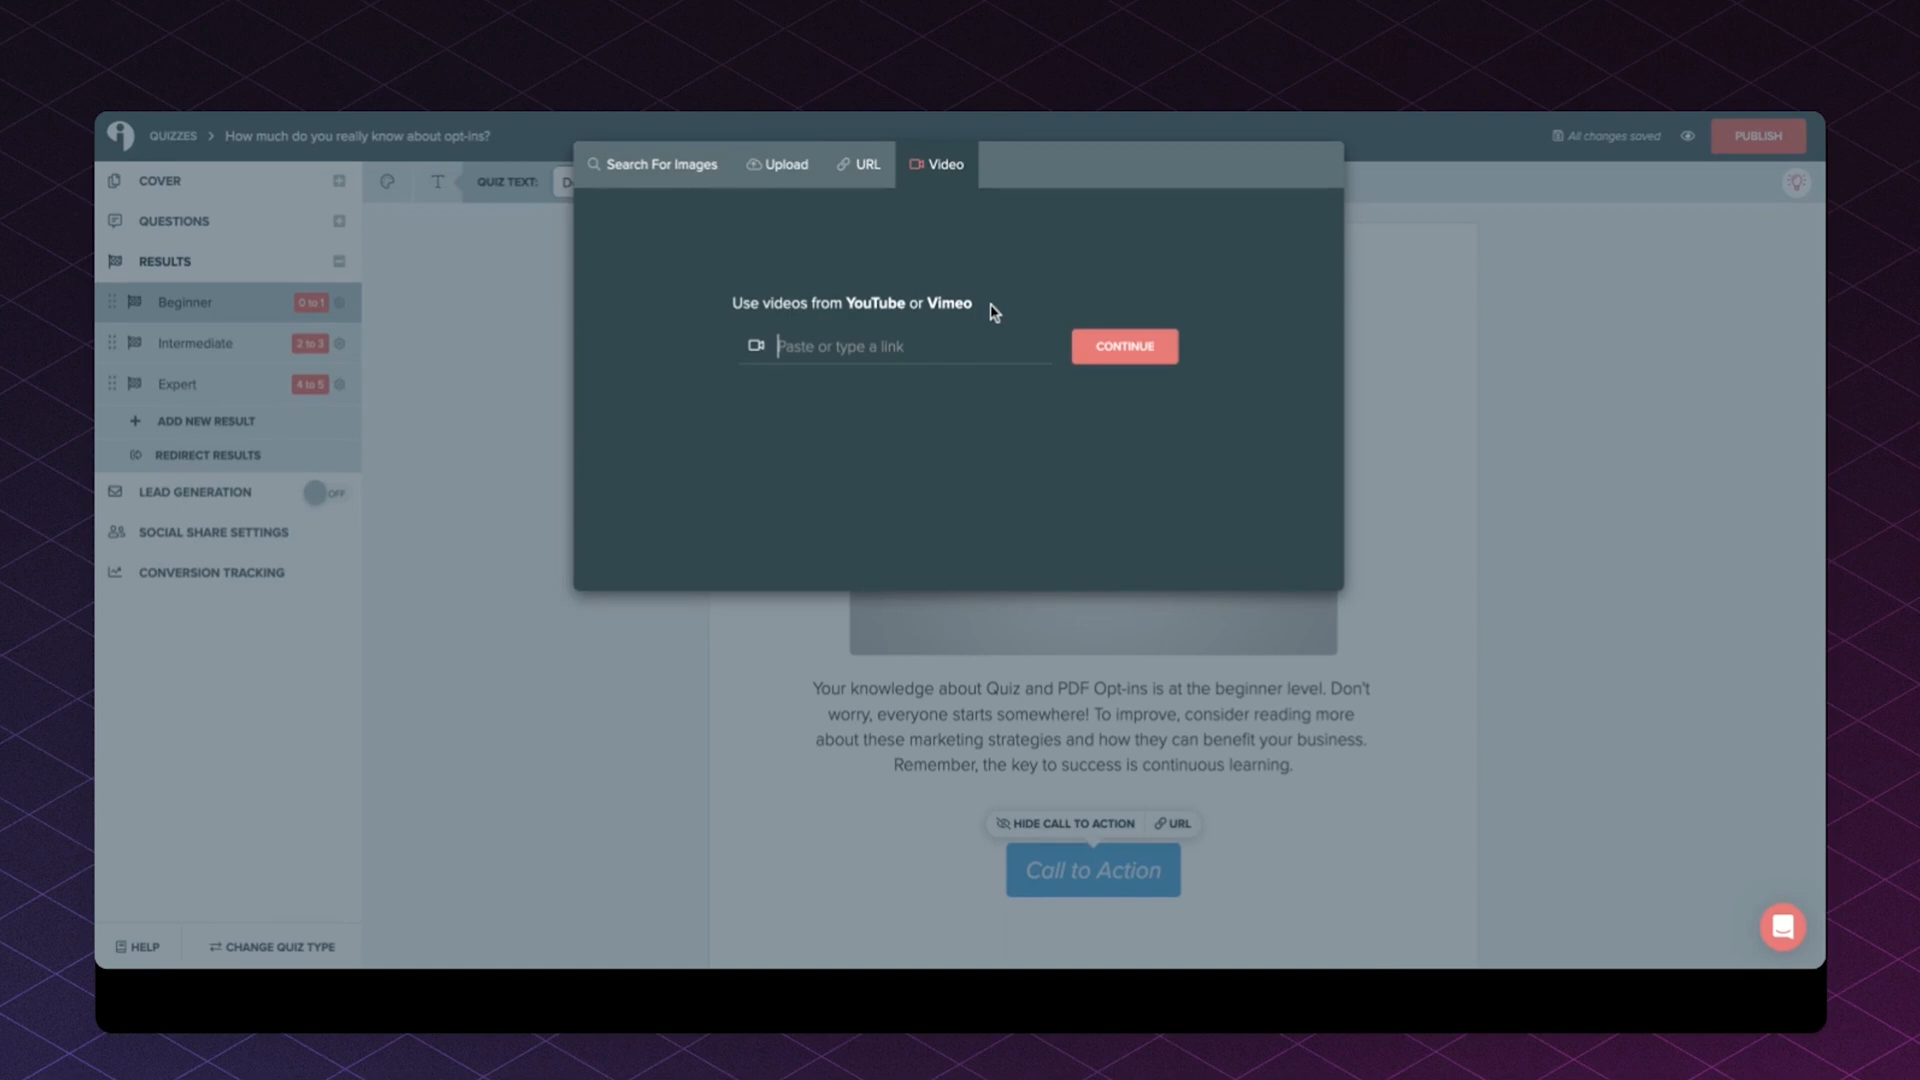 QUIZZES > How much do you really know about opt-ins?
All changes saved
PUBLISH
Search For Images
Upload
URL
Video
COVER
QUIZ TEXT:
QUESTIONS
RESULTS
Beginner 0 to 1
Intermediate 2 to 3
Expert 4 to 5
ADD NEW RESULT
REDIRECT RESULTS
LEAD GENERATION OFF
SOCIAL SHARE SETTINGS
CONVERSION TRACKING
Use videos from YouTube or Vimeo
Paste or type a link
CONTINUE
Your knowledge about Quiz and PDF Opt-ins is at the beginner level. Don't
worry, everyone starts somewhere! To improve, consider reading more
about these marketing strategies and how they can benefit your business.
Remember, the key to success is continuous learning.
HIDE CALL TO ACTION
URL
Call to Action
HELP
CHANGE QUIZ TYPE